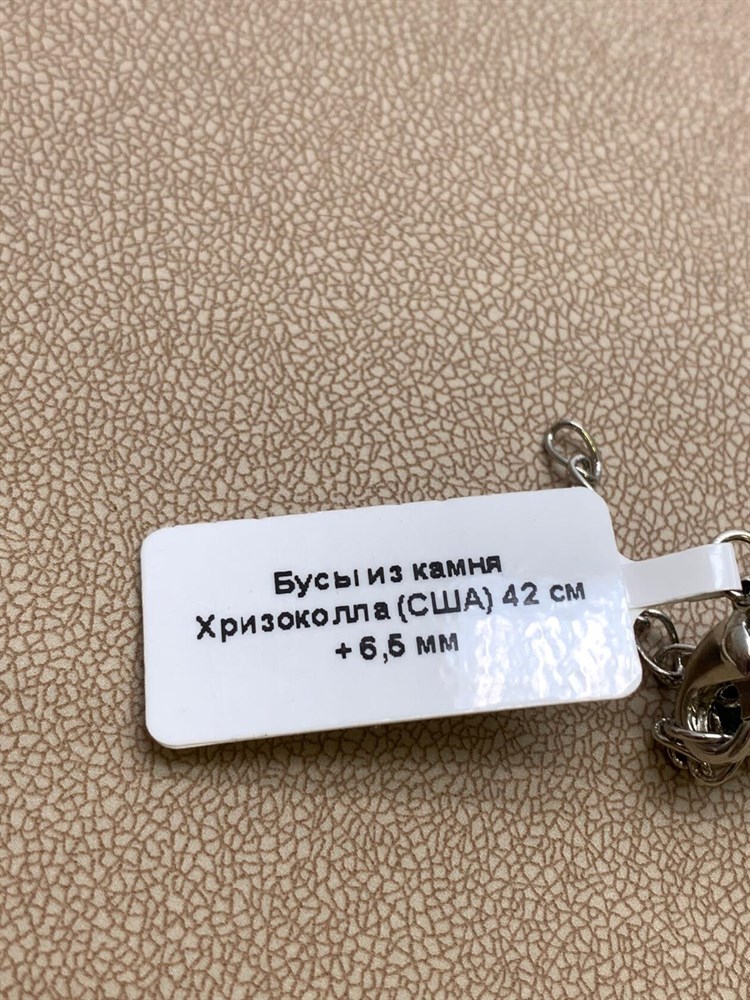 Бусы из камня
Хризоколла (США) 42 см
+ 6,5 мм